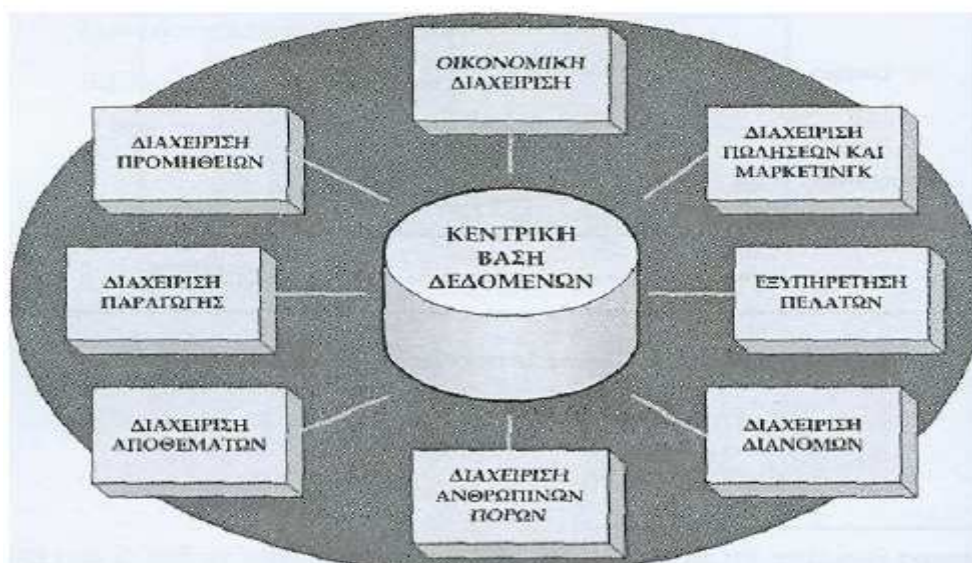 ΟΙΚΟΝΟΜΙΚΗ
ΔΙΑΧΕΙΡΙΣΗ
ΔΙΑΧΕΙΡΙΣΗ
ΠΡΟΜΗΘΕΙΩΝ
ΔΙΑΧΕΙΡΙΣΗ
ΠΩΛΗΣΕΩΝ ΚΑΙ
ΜΑΡΚΕΤΙΝΓΚ
ΚΕΝΤΡΙΚΗ
ΒΑΣΗ
ΔΕΔΟΜΕΝΩΝ
ΔΙΑΧΕΙΡΙΣΗ
ΠΑΡΑΓΩΓΗΣ
ΕΞΥΠΗΡΕΤΗΣΗ
ΠΕΛΑΤΩΝ
ΔΙΑΧΕΙΡΙΣΗ
ΑΠΟΘΕΜΑΤΩΝ
ΔΙΑΧΕΙΡΙΣΗ
ΑΝΘΡΩΠΙΝΩΝ
ΠΟΡΩΝ
ΔΙΑΧΕΙΡΙΣΗ
ΔΙΑΝΟΜΩΝ